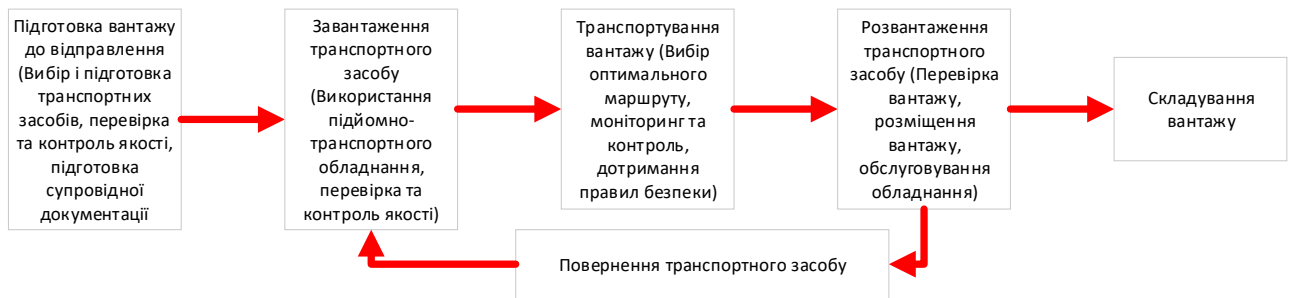 Підготовка вантажу
до відправлення
(Вибір і підготовка
транспортних
засобів, перевірка
та контроль якості,
підготовка
супровідної
документації
Завантаження
транспортного
засобу
(Використання
підйомно-
транспортного
обладнання,
перевірка та
контроль якості)
Транспортування
вантажу (Вибір
оптимального
маршруту,
моніторинг та
контроль,
дотримання
правил безпеки)
Розвантаження
транспортного
засобу (Перевірка
вантажу,
розміщення
вантажу,
обслуговування
обладнання)
Складування
вантажу
Повернення транспортного засобу